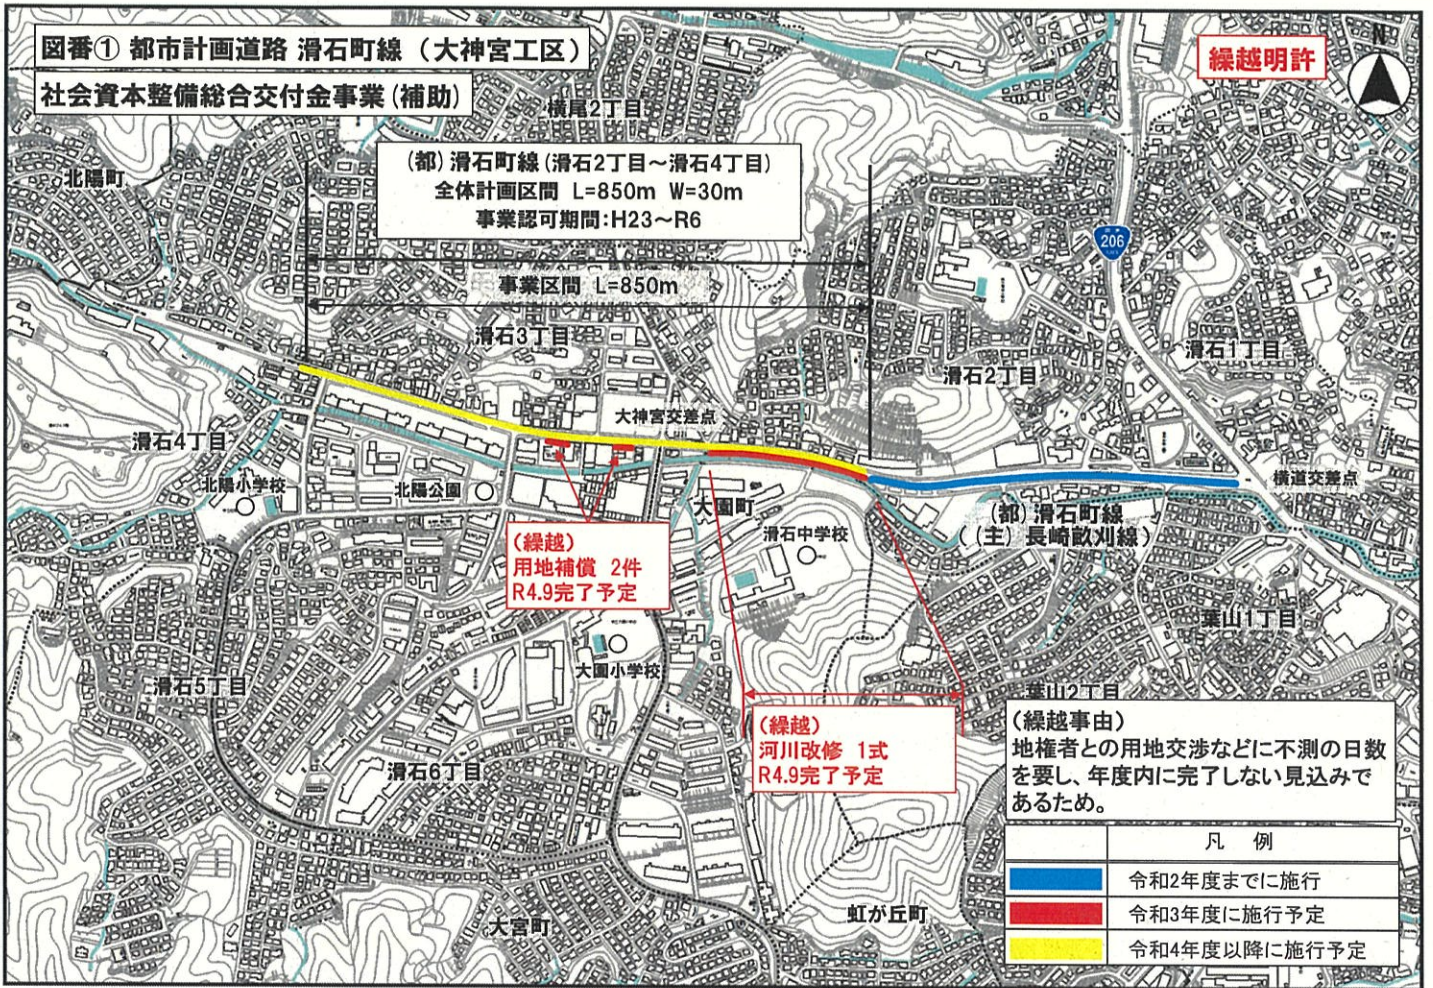 図番① 都市計画道路 滑石町線 (大神宮工区)
社会資本整備総合交付金事業(補助)
繰越明許
N
横尾2丁目
北陽町
(都)滑石町線(滑石2丁目～滑石4丁目)
全体計画区間 L=850m W=30m
事業認可期間:H23～R6
206
事業区間 L=850m
滑石3丁目
滑石1丁目
滑石2丁目
大神宮交差点
滑石4丁目
北陽小学校
北陽公園
横道交差点
大園町
(都)滑石町線
((主)長崎畝刈線)
滑石中学校
(繰越)
用地補償 2件
R4.9完了予定
葉山1丁目
大園小学校
滑石5丁目
葉山2丁目
(繰越)
河川改修 1式
R4.9完了予定
滑石6丁目
(繰越事由)
地権者との用地交渉などに不測の日数
を要し、年度内に完了しない見込みで
あるため。
凡 例
令和2年度までに施行
令和3年度に施行予定
令和4年度以降に施行予定
虹が丘町
大宮町